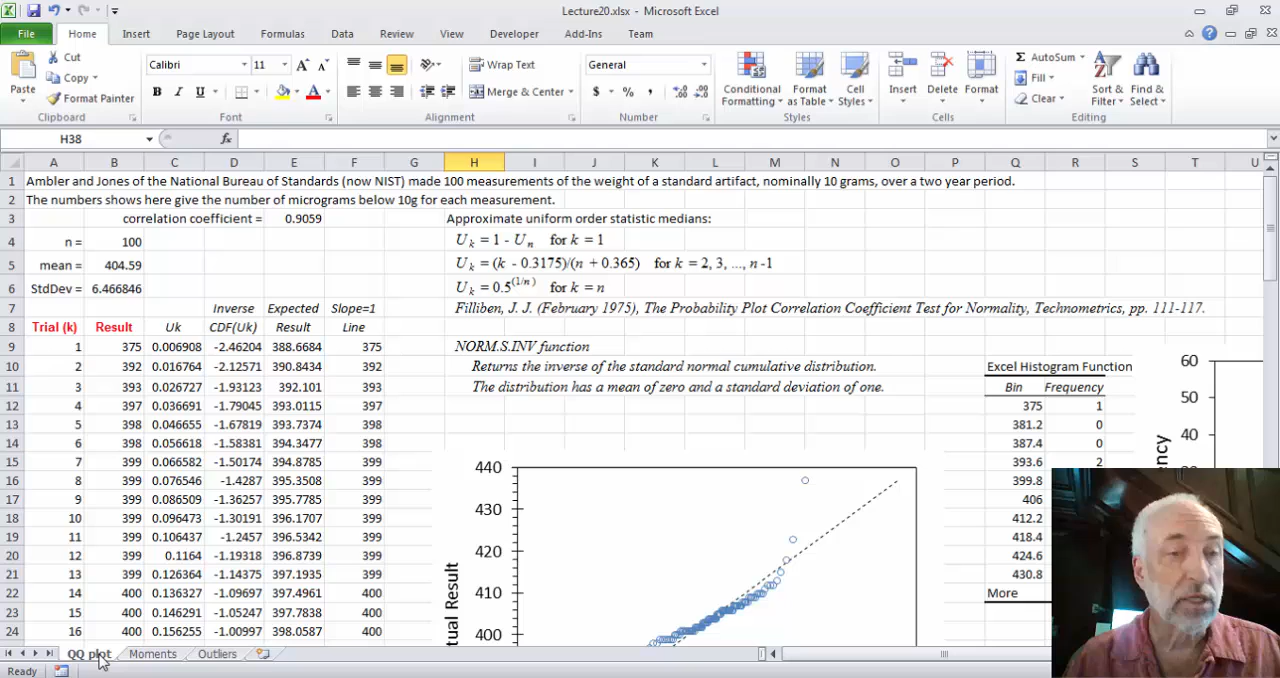 Lecture20.xlsx - Microsoft Excel
File Home Insert Page Layout Formulas Data Review View Developer Add-Ins Team
Paste Cut Copy Format Painter Clipboard
Calibri 11 A A B I U A Font
Wrap Text Merge & Center Alignment
General $ % , Number
Conditional Formatting Format as Table Cell Styles Styles
Insert Delete Format Cells
Σ AutoSum Fill Clear Sort & Filter Find & Select Editing
H38 fx
A B C D E F G H I J K L M N O P Q R S T U
1 Ambler and Jones of the National Bureau of Standards (now NIST) made 100 measurements of the weight of a standard artifact, nominally 10 grams, over a two year period.
2 The numbers shows here give the number of micrograms below 10g for each measurement.
3 correlation coefficient = 0.9059 Approximate uniform order statistic medians:
4 n = 100 U k = 1 - U n for k = 1
5 mean = 404.59 U k = (k - 0.3175)/(n + 0.365) for k = 2, 3, ..., n -1
6 StdDev = 6.466846 U k = 0.5^(1/n) for k = n
7 Inverse Expected Slope=1 Filliben, J. J. (February 1975), The Probability Plot Correlation Coefficient Test for Normality, Technometrics, pp. 111-117.
8 Trial (k) Result Uk CDF(Uk) Result Line
9 1 375 0.006908 -2.46204 388.6684 375 NORM.S.INV function
10 2 392 0.016764 -2.12571 390.8434 392 Returns the inverse of the standard normal cumulative distribution. Excel Histogram Function
11 3 393 0.026727 -1.93123 392.101 393 The distribution has a mean of zero and a standard deviation of one. Bin Frequency
12 4 397 0.036691 -1.79045 393.0115 397 375 1
13 5 398 0.046655 -1.67819 393.7374 398 381.2 0
14 6 398 0.056618 -1.58381 394.3477 398 387.4 0
15 7 399 0.066582 -1.50174 394.8785 399 393.6 2
16 8 399 0.076546 -1.4287 395.3508 399 399.8
17 9 399 0.086509 -1.36257 395.7785 399 406
18 10 399 0.096473 -1.30191 396.1707 399 412.2
19 11 399 0.106437 -1.2457 396.5342 399 418.4
20 12 399 0.1164 -1.19318 396.8739 399 424.6
21 13 399 0.126364 -1.14375 397.1935 399 430.8
22 14 400 0.136327 -1.09697 397.4961 400 More
23 15 400 0.146291 -1.05247 397.7838 400
24 16 400 0.156255 -1.00997 398.0587 400
440
430
420
410
400
tual Result
60
50
40
ency
QQ plot Moments Outliers
Ready